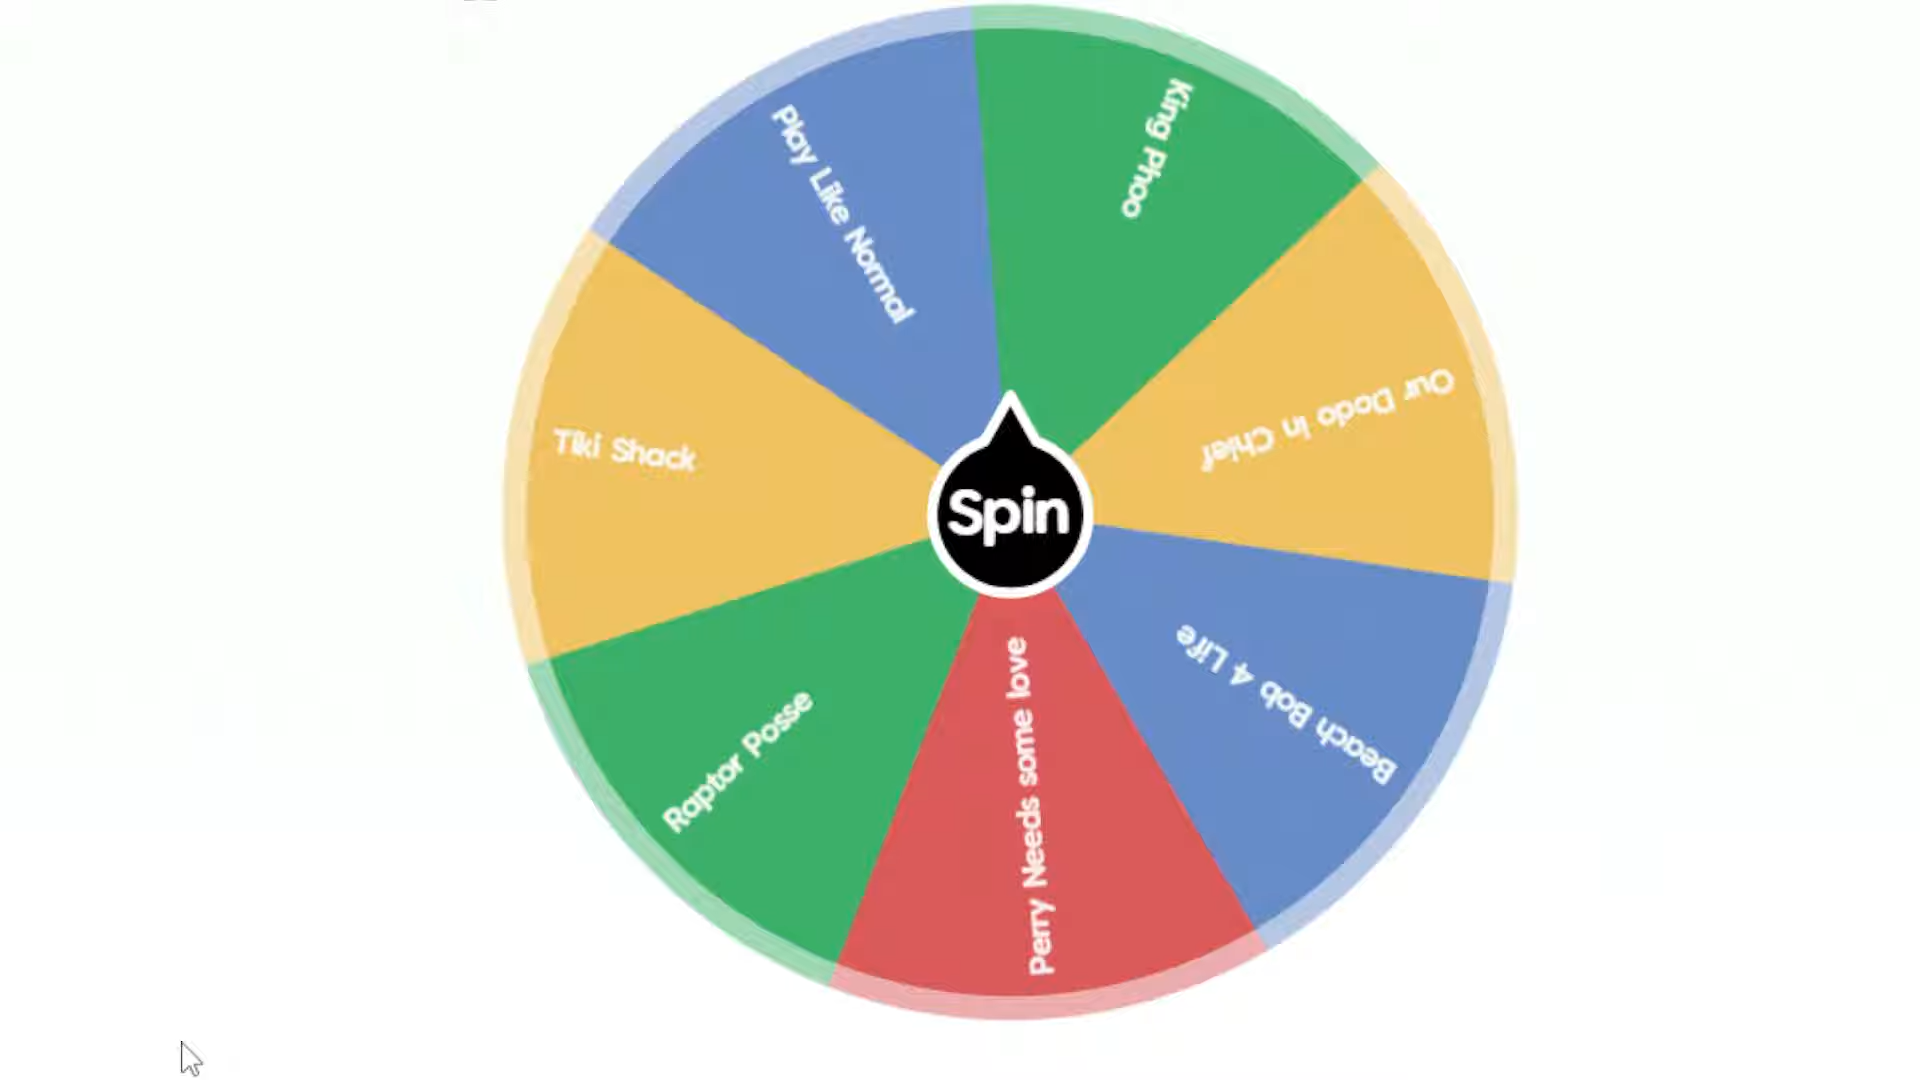 King Phoo
Our Dodo in Chief
Beach Bob 4 Life
Perry Needs some love
Raptor Posse
Tiki Shack
Play Like Normal
Spin